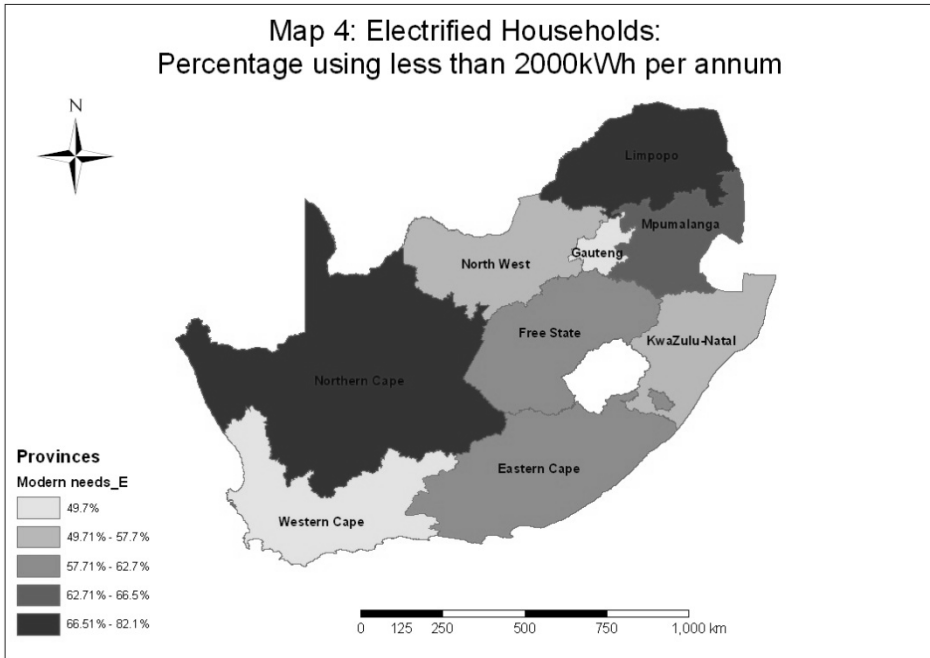 Map 4: Electrified Households:
Percentage using less than 2000kWh per annum
N
Limpopo
Mpumalanga
Gauteng
North West
Free State
KwaZulu-Natal
Northern Cape
Eastern Cape
Western Cape
Provinces
Modern needs_E
49.7%
49.71% - 57.7%
57.71% - 62.7%
62.71% - 66.5%
66.51% - 82.1%
0 125 250 500 750 1,000 km